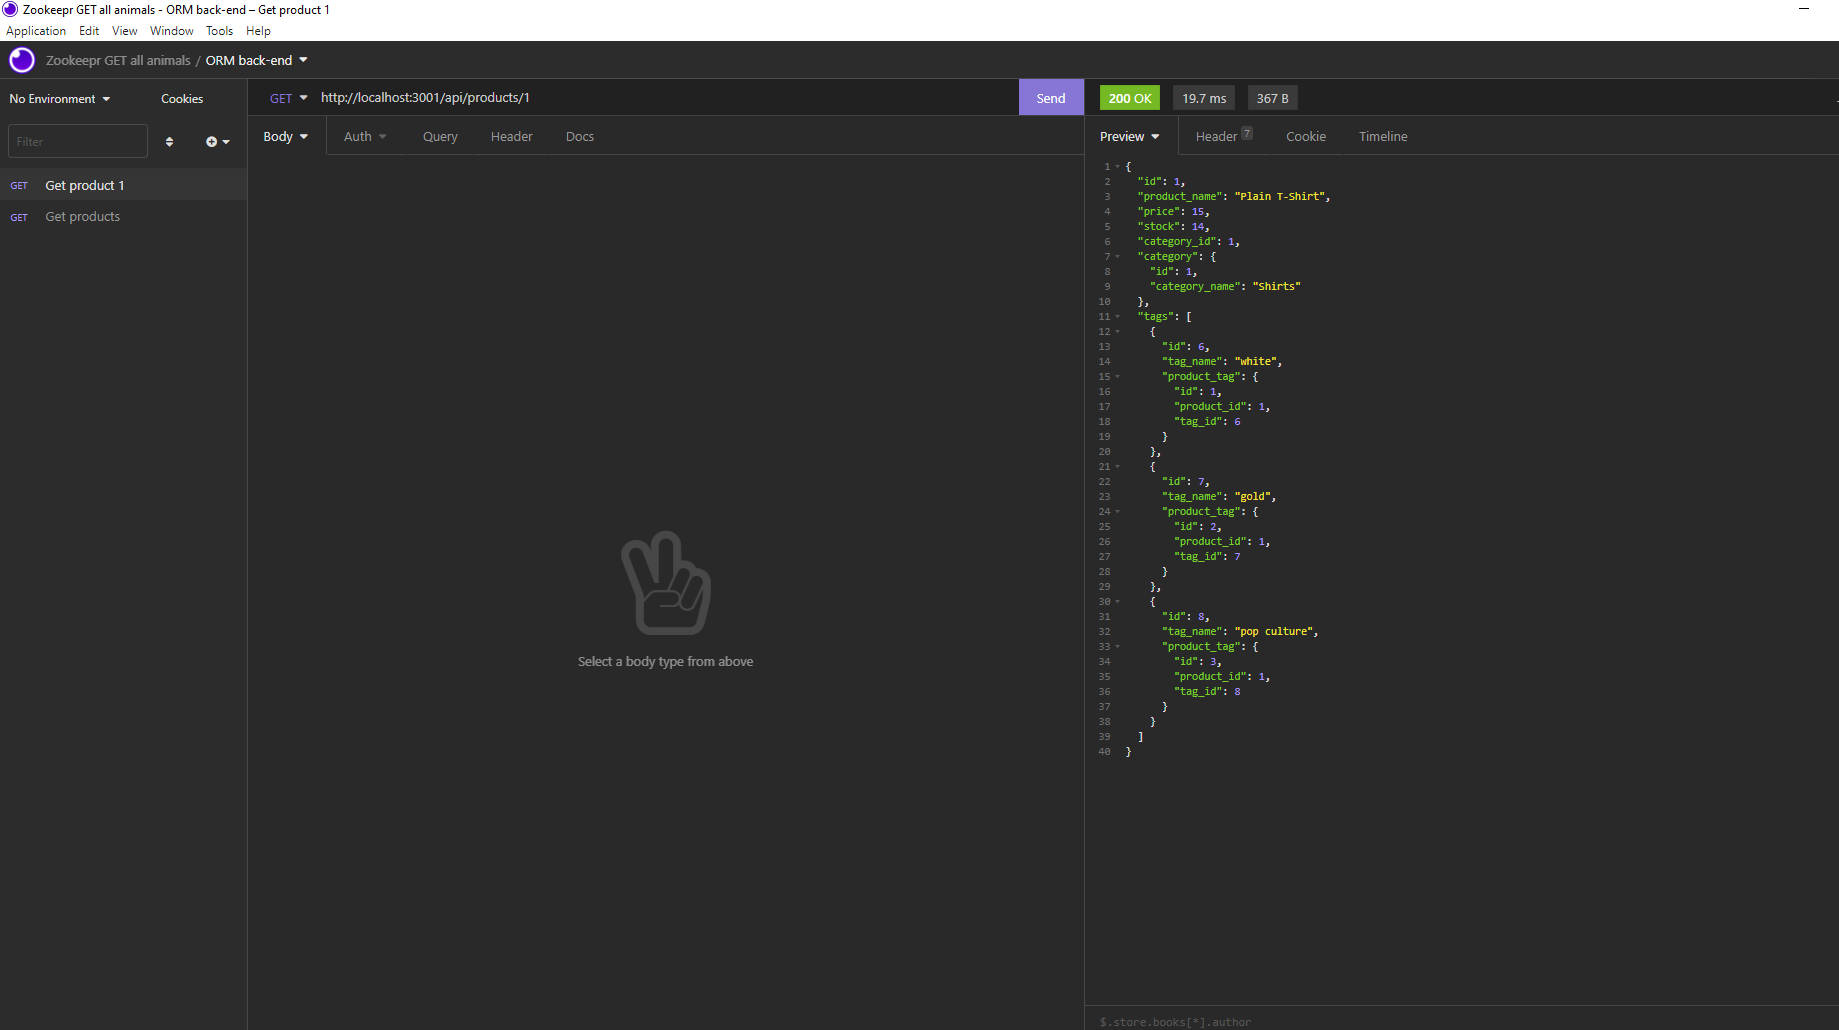 Zookeepr GET all animals - ORM back-end – Get product 1
Application Edit View Window Tools Help
Zookeepr GET all animals / ORM back-end
No Environment Cookies
Filter
GET Get product 1
GET Get products
GET http://localhost:3001/api/products/1 Send
Body Auth Query Header Docs
Select a body type from above
200 OK 19.7 ms 367 B
Preview Header 7 Cookie Timeline
1 {
2 "id": 1,
3 "product_name": "Plain T-Shirt",
4 "price": 15,
5 "stock": 14,
6 "category_id": 1,
7 "category": {
8 "id": 1,
9 "category_name": "Shirts"
10 },
11 "tags": [
12 {
13 "id": 6,
14 "tag_name": "white",
15 "product_tag": {
16 "id": 1,
17 "product_id": 1,
18 "tag_id": 6
19 }
20 },
21 {
22 "id": 7,
23 "tag_name": "gold",
24 "product_tag": {
25 "id": 2,
26 "product_id": 1,
27 "tag_id": 7
28 }
29 },
30 {
31 "id": 8,
32 "tag_name": "pop culture",
33 "product_tag": {
34 "id": 3,
35 "product_id": 1,
36 "tag_id": 8
37 }
38 }
39 ]
40 }
$.store.books[*].author